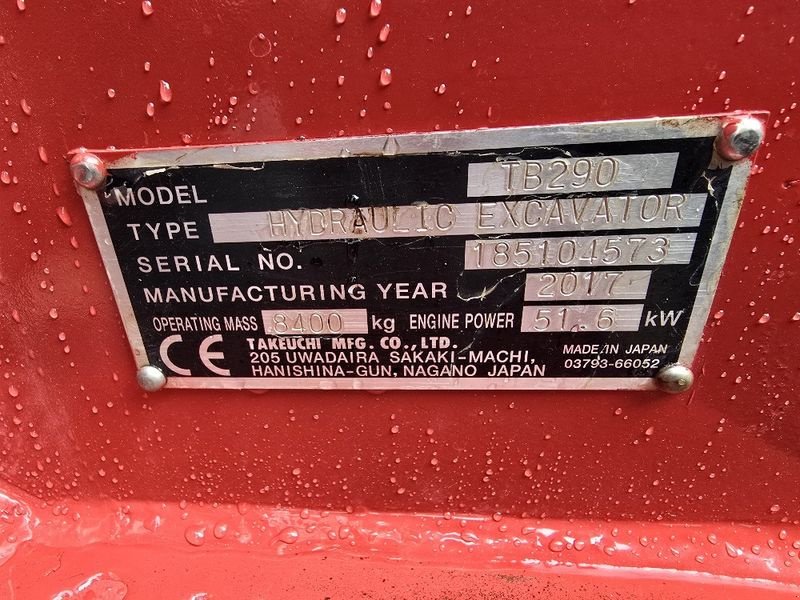 MODEL TB290
TYPE HYDRAULIC EXCAVATOR
SERIAL NO. 185104573
MANUFACTURING YEAR 2017
OPERATING MASS 8400 kg ENGINE POWER 51.6 kW
CE TAKEUCHI MFG. CO., LTD.
205 UWADAIRA SAKAKI-MACHI, MADE IN JAPAN
HANISHINA-GUN, NAGANO JAPAN 03793-66052